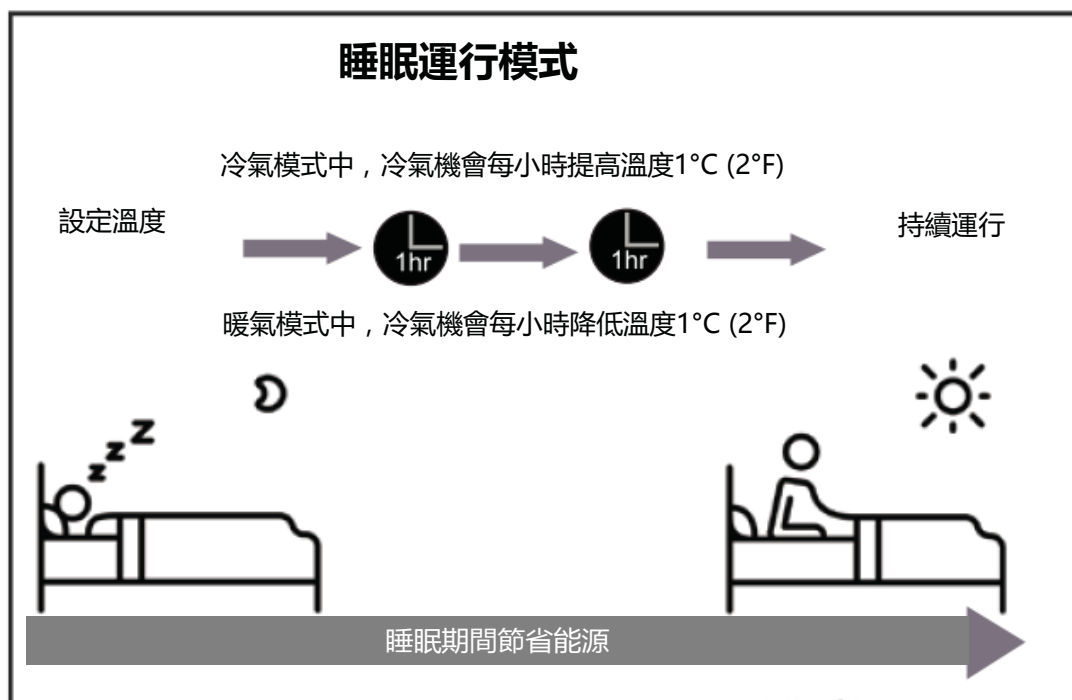 睡眠運行模式
冷氣模式中，冷氣機會每小時提高溫度1°C (2°F)
設定溫度
1hr
1hr
持續運行
暖氣模式中，冷氣機會每小時降低溫度1°C (2°F)
z z Z
睡眠期間節省能源